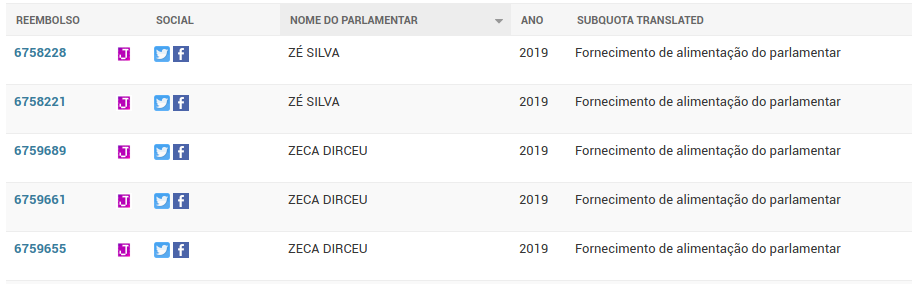 REEMBOLSO SOCIAL NOME DO PARLAMENTAR ANO SUBQUOTA TRANSLATED
6758228 J f ZÉ SILVA 2019 Fornecimento de alimentação do parlamentar
6758221 J f ZÉ SILVA 2019 Fornecimento de alimentação do parlamentar
6759689 J f ZECA DIRCEU 2019 Fornecimento de alimentação do parlamentar
6759661 J f ZECA DIRCEU 2019 Fornecimento de alimentação do parlamentar
6759655 J f ZECA DIRCEU 2019 Fornecimento de alimentação do parlamentar